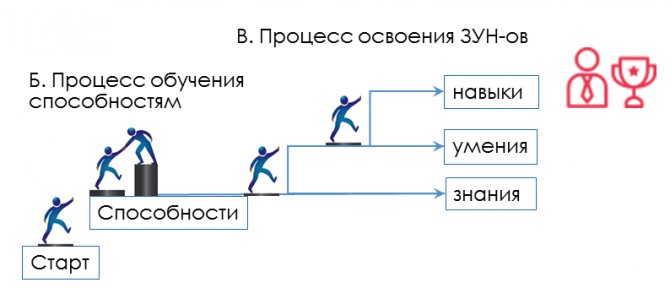 В. Процесс освоения ЗУН-ов
Б. Процесс обучения
способностям
навыки
умения
знания
Способности
Старт